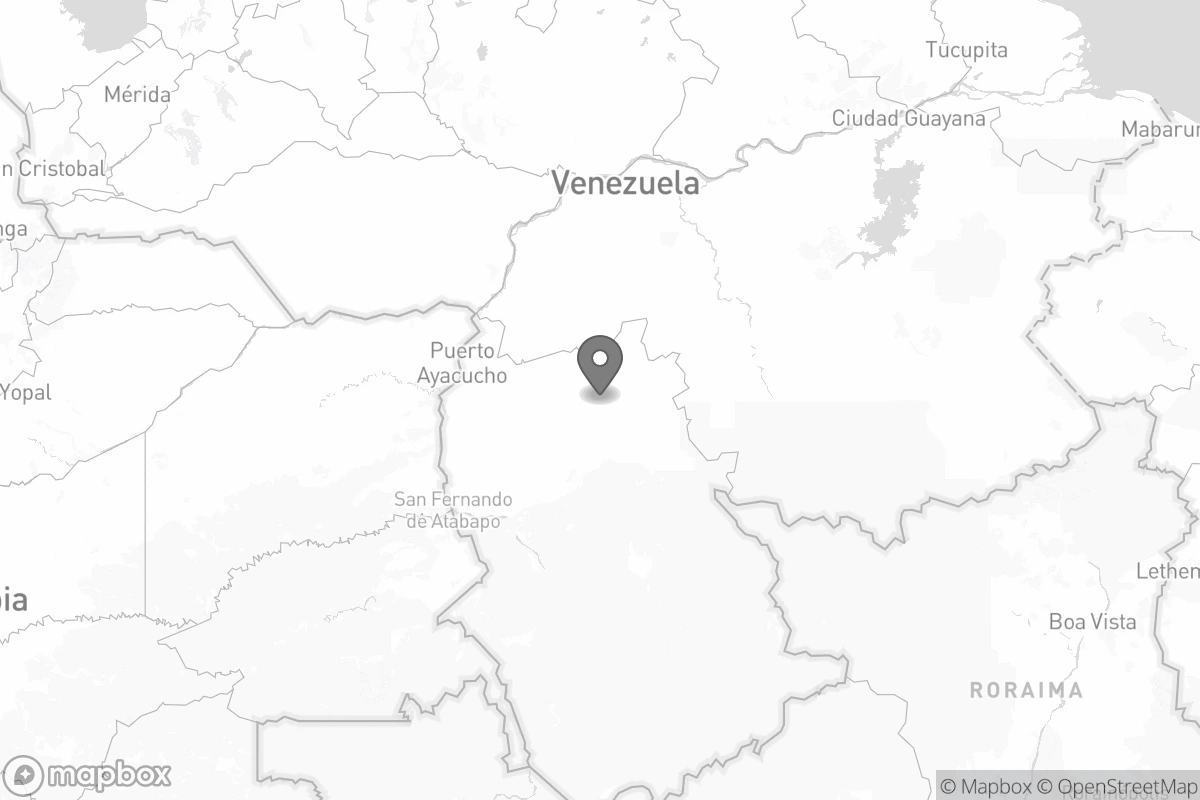 Tucupita
Mérida
Ciudad Guayana
Mabarum
n Cristobal
Venezuela
nga
Puerto
Ayacucho
Yopal
San Fernando
de Atabapo
Lethem
bia
Boa Vista
RORAIMA
mapbox
© Mapbox © OpenStreetMap